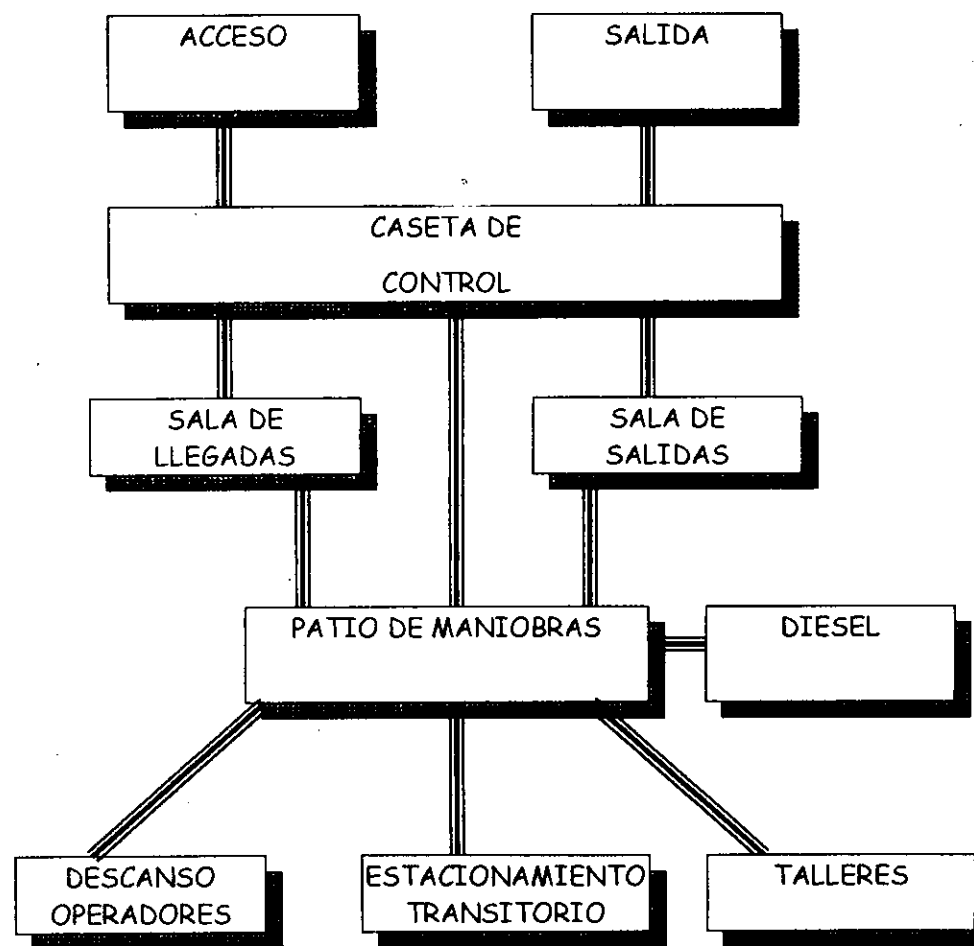 ACCESO
SALIDA
CASETA DE
CONTROL
SALA DE
LLEGADAS
SALA DE
SALIDAS
PATIO DE MANIOBRAS
DIESEL
DESCANSO
OPERADORES
ESTACIONAMIENTO
TRANSITORIO
TALLERES